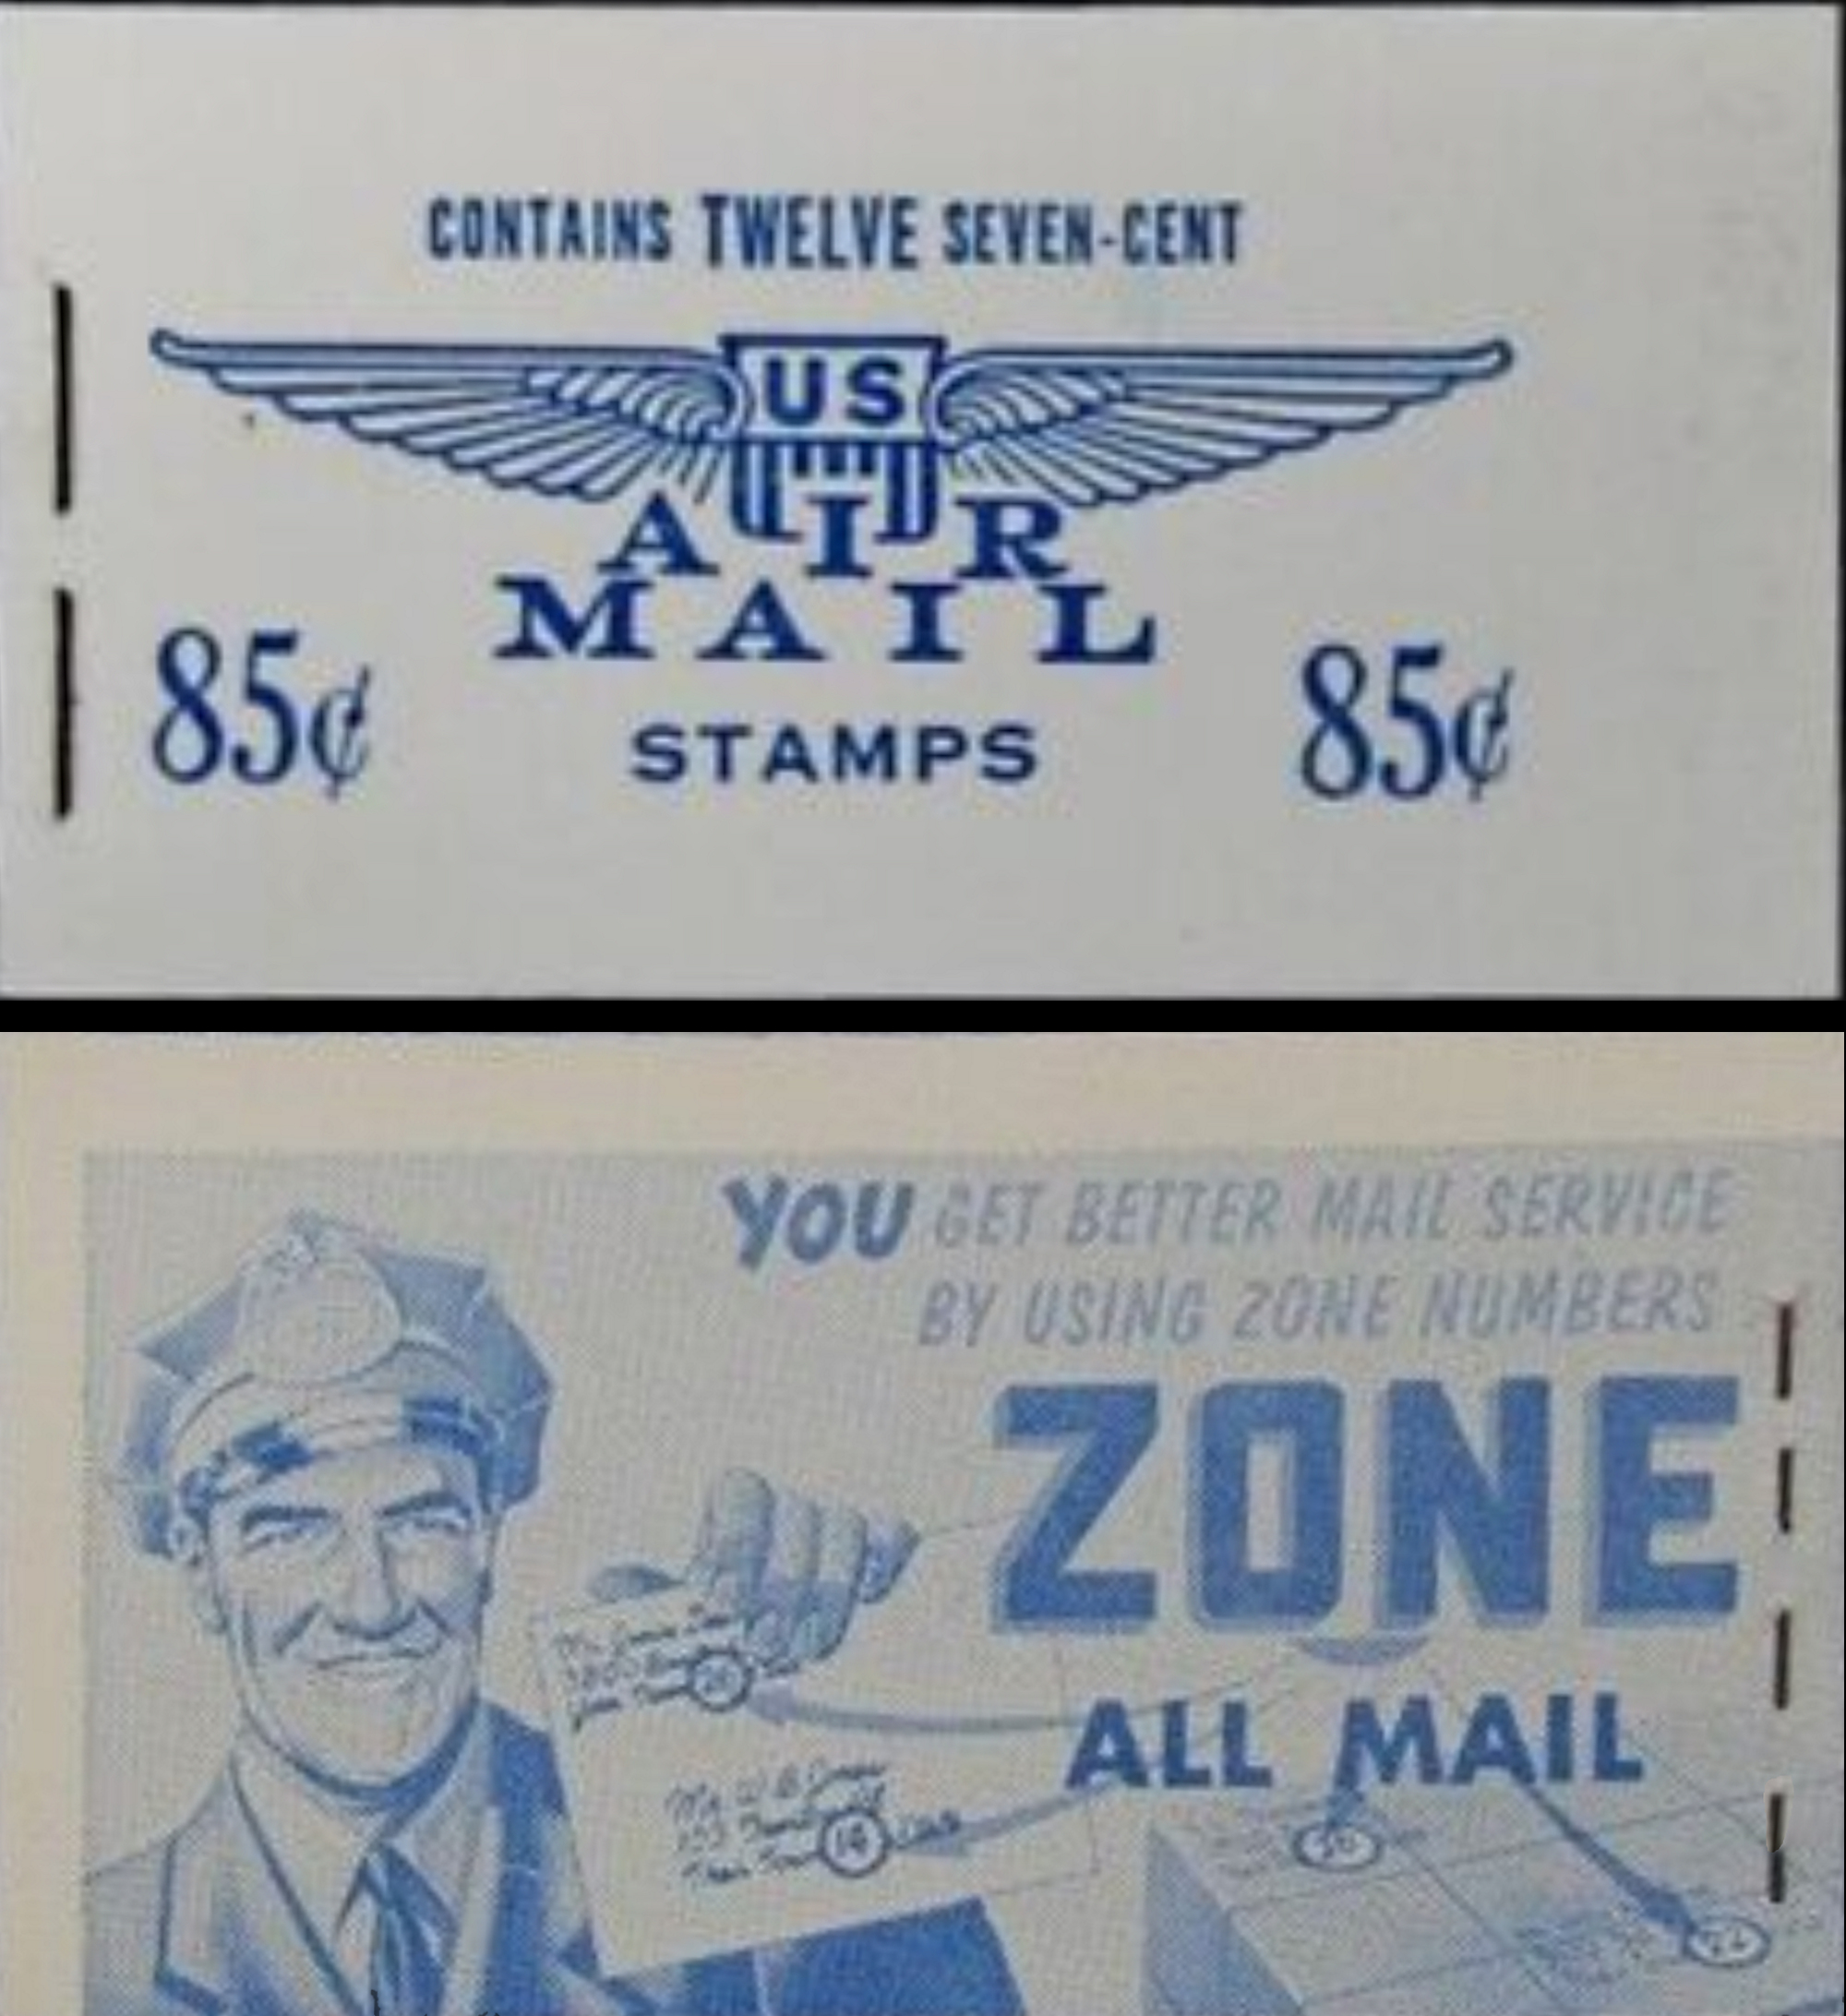 CONTAINS TWELVE SEVEN-CENT
US
AIR
MAIL
85¢ 85¢
STAMPS
YOU GET BETTER MAIL SERVICE
BY USING ZONE NUMBERS
ZONE
ALL MAIL
14